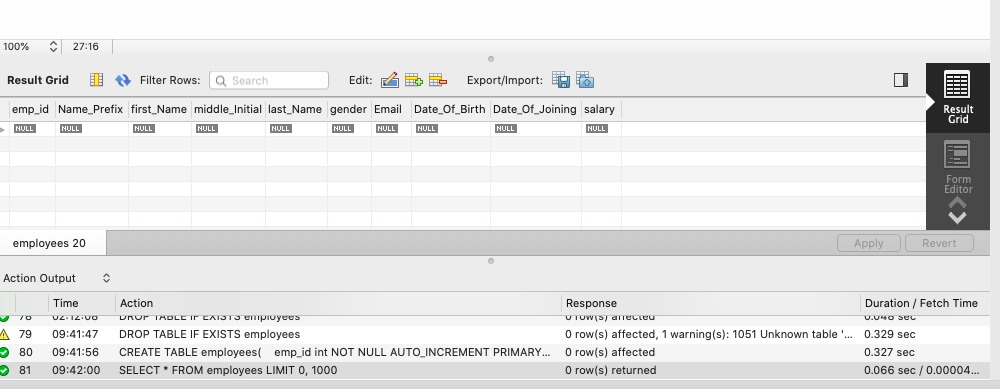 100% 27:16
Result Grid Filter Rows: Search Edit: Export/Import:
emp_id Name_Prefix first_Name middle_Initial last_Name gender Email Date_Of_Birth Date_Of_Joining salary
NULL NULL NULL NULL NULL NULL NULL NULL NULL NULL
Result
Grid
Form
Editor
employees 20 Apply Revert
Action Output
Time Action Response Duration / Fetch Time
78 02:12:08 DROP TABLE IF EXISTS employees 0 row(s) affected 0.048 sec
79 09:41:47 DROP TABLE IF EXISTS employees 0 row(s) affected, 1 warning(s): 1051 Unknown table '... 0.329 sec
80 09:41:56 CREATE TABLE employees( emp_id int NOT NULL AUTO_INCREMENT PRIMARY... 0 row(s) affected 0.327 sec
81 09:42:00 SELECT * FROM employees LIMIT 0, 1000 0 row(s) returned 0.066 sec / 0.00004...